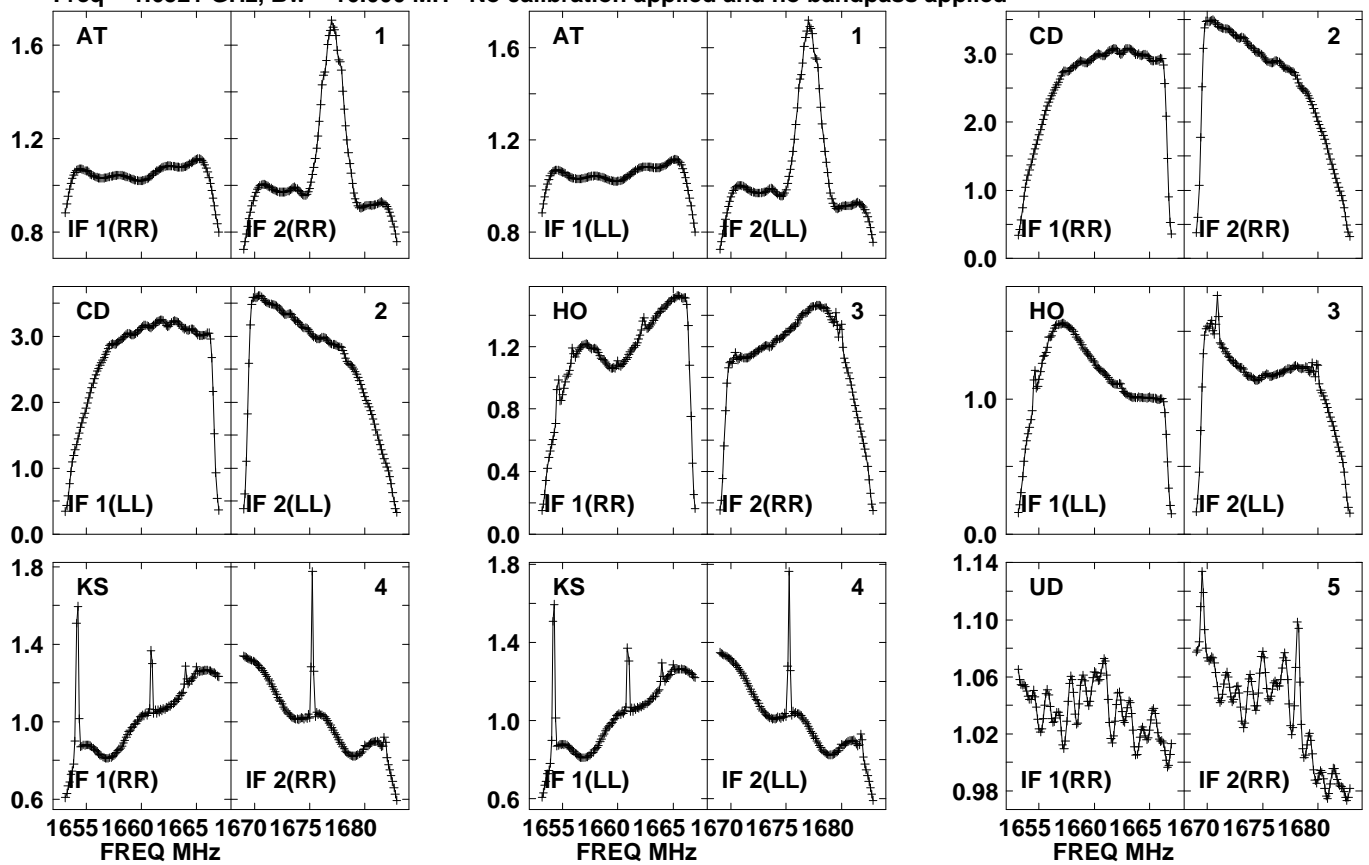 No calibration applied and no bandpass applied
AT 1
1.6
1.2
0.8
IF 1(RR) IF 2(RR)
AT 1
1.6
1.2
0.8
IF 1(LL) IF 2(LL)
CD 2
3.0
2.0
1.0
0.0
IF 1(RR) IF 2(RR)
CD 2
3.0
2.0
1.0
0.0
IF 1(LL) IF 2(LL)
HO 3
1.2
0.8
0.4
0.0
IF 1(RR) IF 2(RR)
HO 3
1.0
0.0
IF 1(LL) IF 2(LL)
KS 4
1.8
1.4
1.0
0.6
IF 1(RR) IF 2(RR)
1655 1660 1665 1670 1675 1680
FREQ MHz
KS 4
1.8
1.4
1.0
0.6
IF 1(LL) IF 2(LL)
1655 1660 1665 1670 1675 1680
FREQ MHz
UD 5
1.14
1.10
1.06
1.02
0.98
IF 1(RR) IF 2(RR)
1655 1660 1665 1670 1675 1680
FREQ MHz